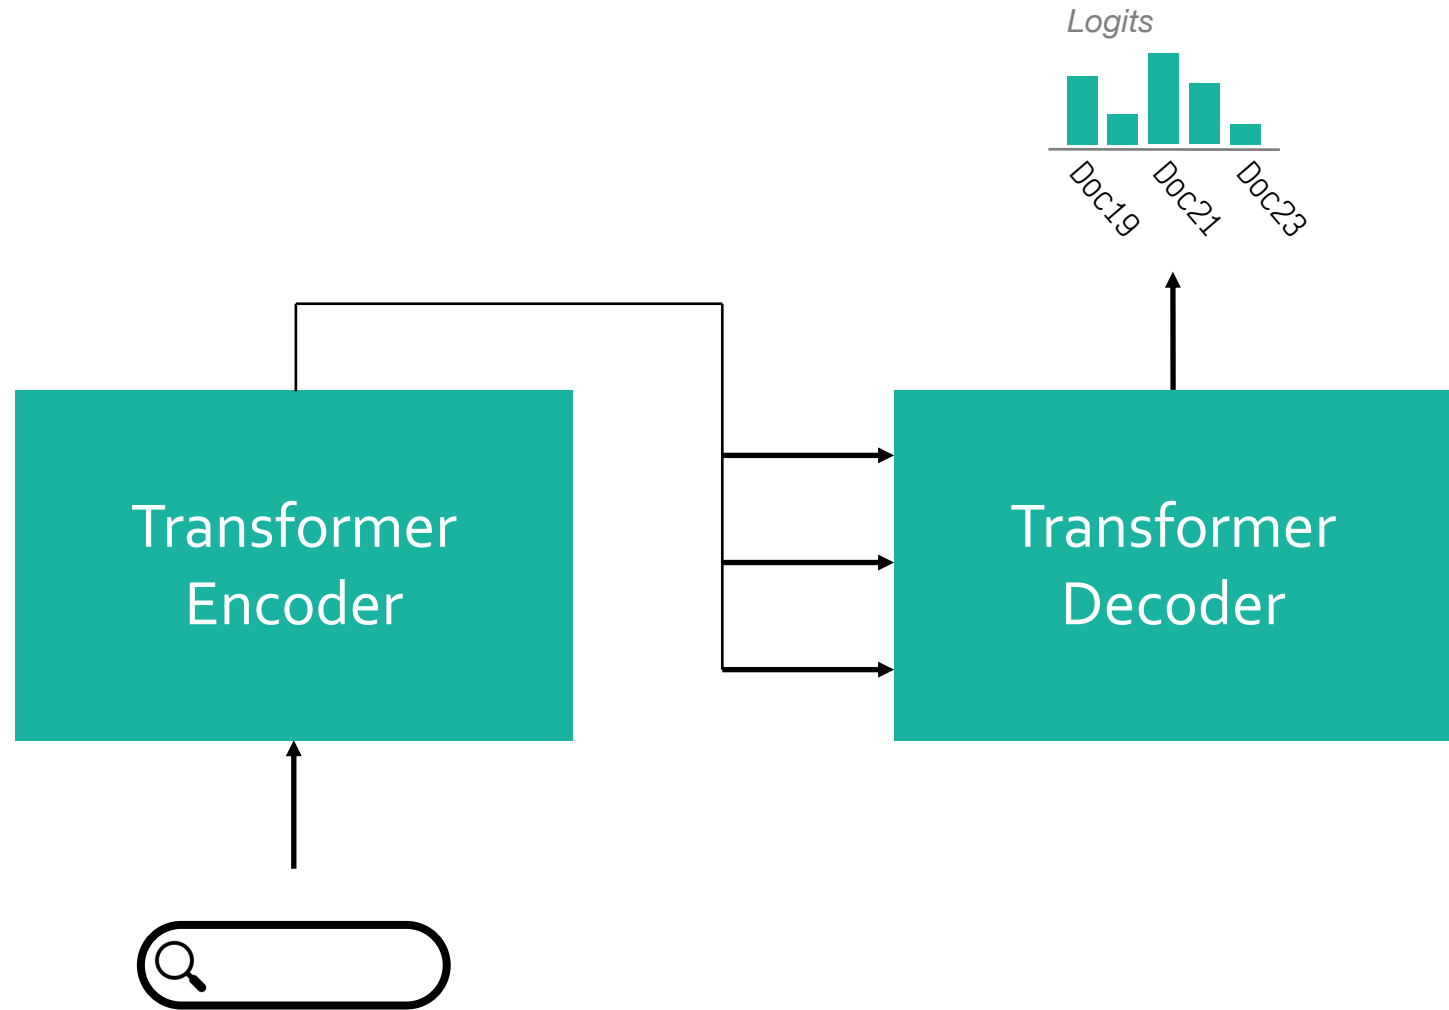 Logits
Doc19
Doc21
Doc23
Transformer
Encoder
Transformer
Decoder